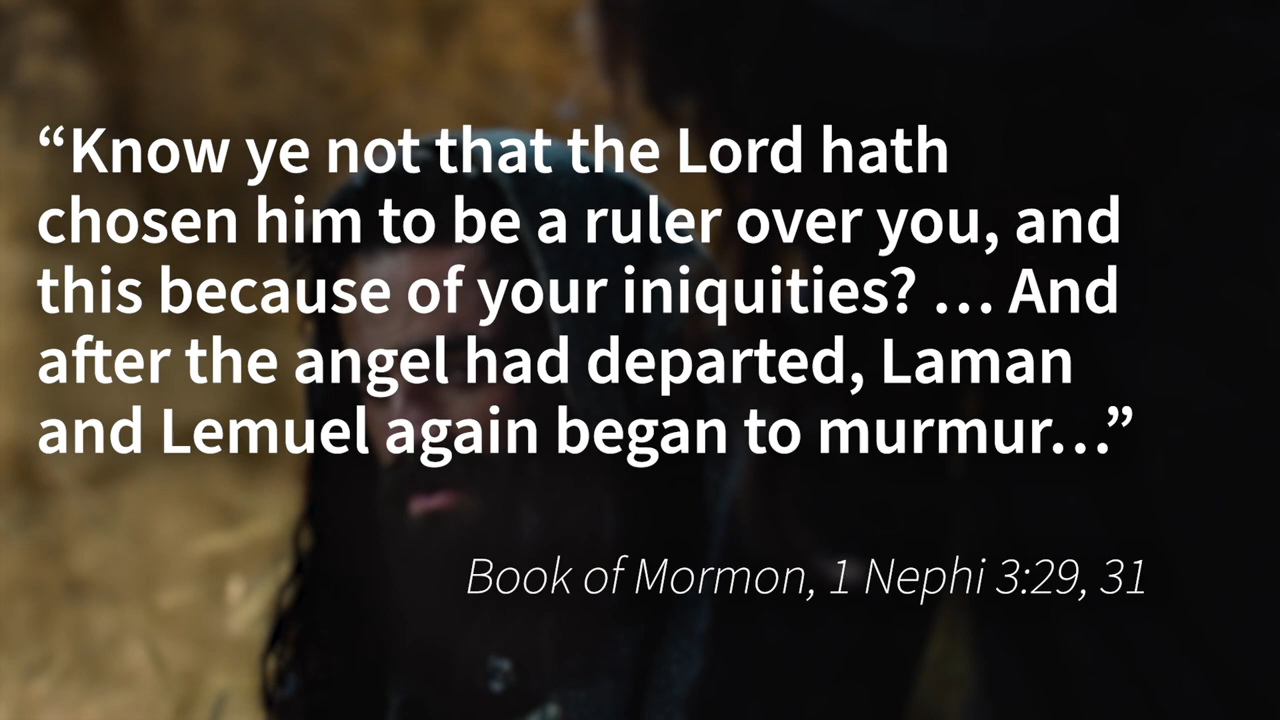 “Know ye not that the Lord hath
chosen him to be a ruler over you, and
this because of your iniquities? … And
after the angel had departed, Laman
and Lemuel again began to murmur…”
Book of Mormon, 1 Nephi 3:29, 31